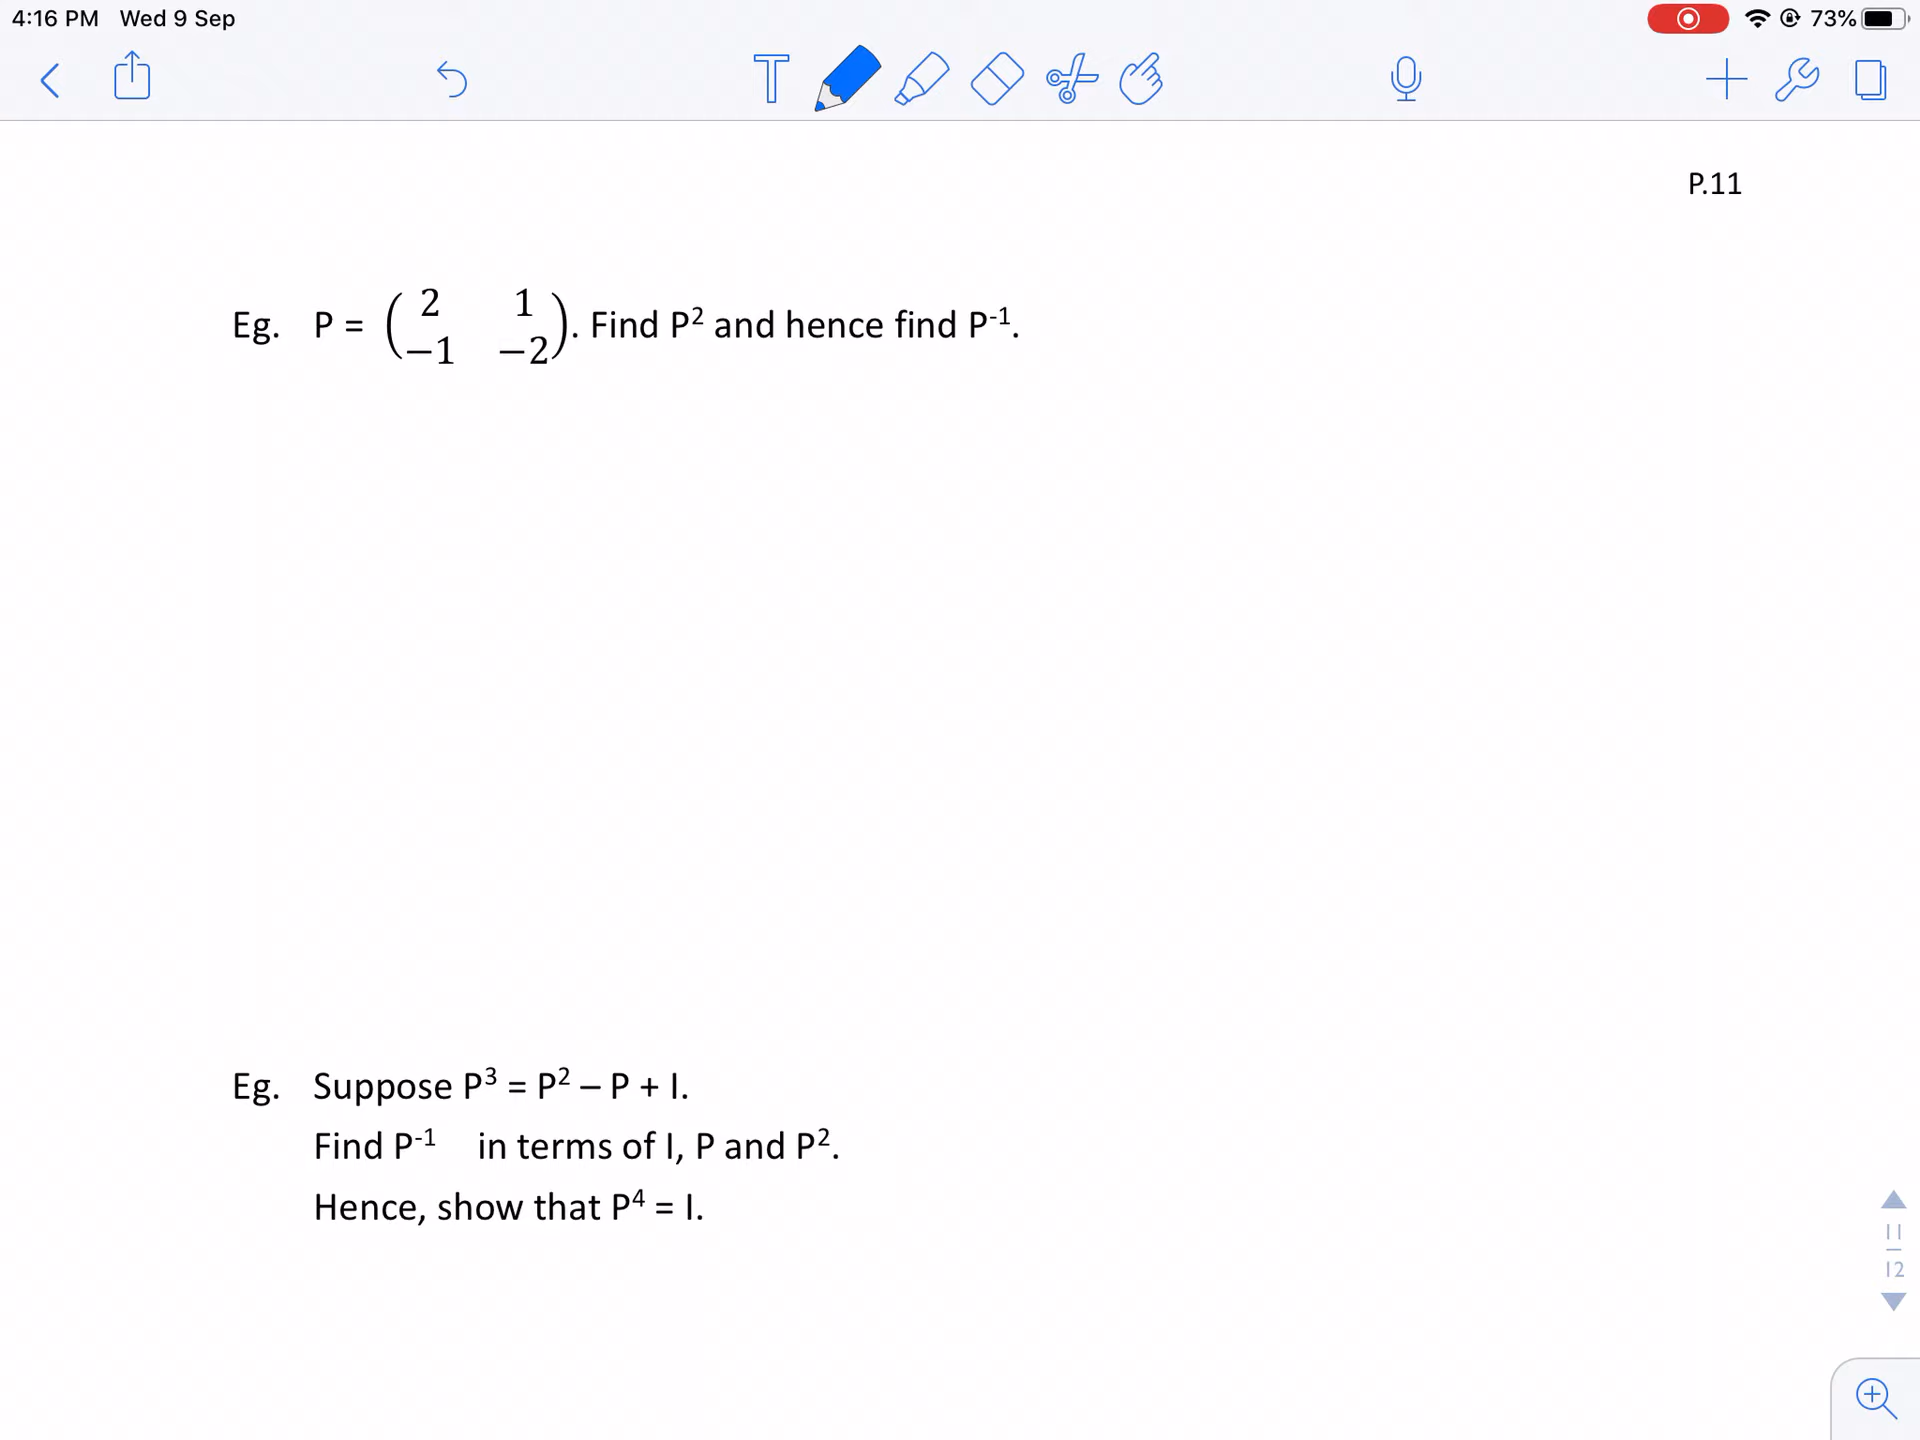 4:16 PM Wed 9 Sep 73%
T
P.11
Eg. P = ( 2 1
−1 −2 ). Find P² and hence find P⁻¹.
Eg. Suppose P³ = P² – P + I.
Find P⁻¹ in terms of I, P and P².
Hence, show that P⁴ = I.
11
12